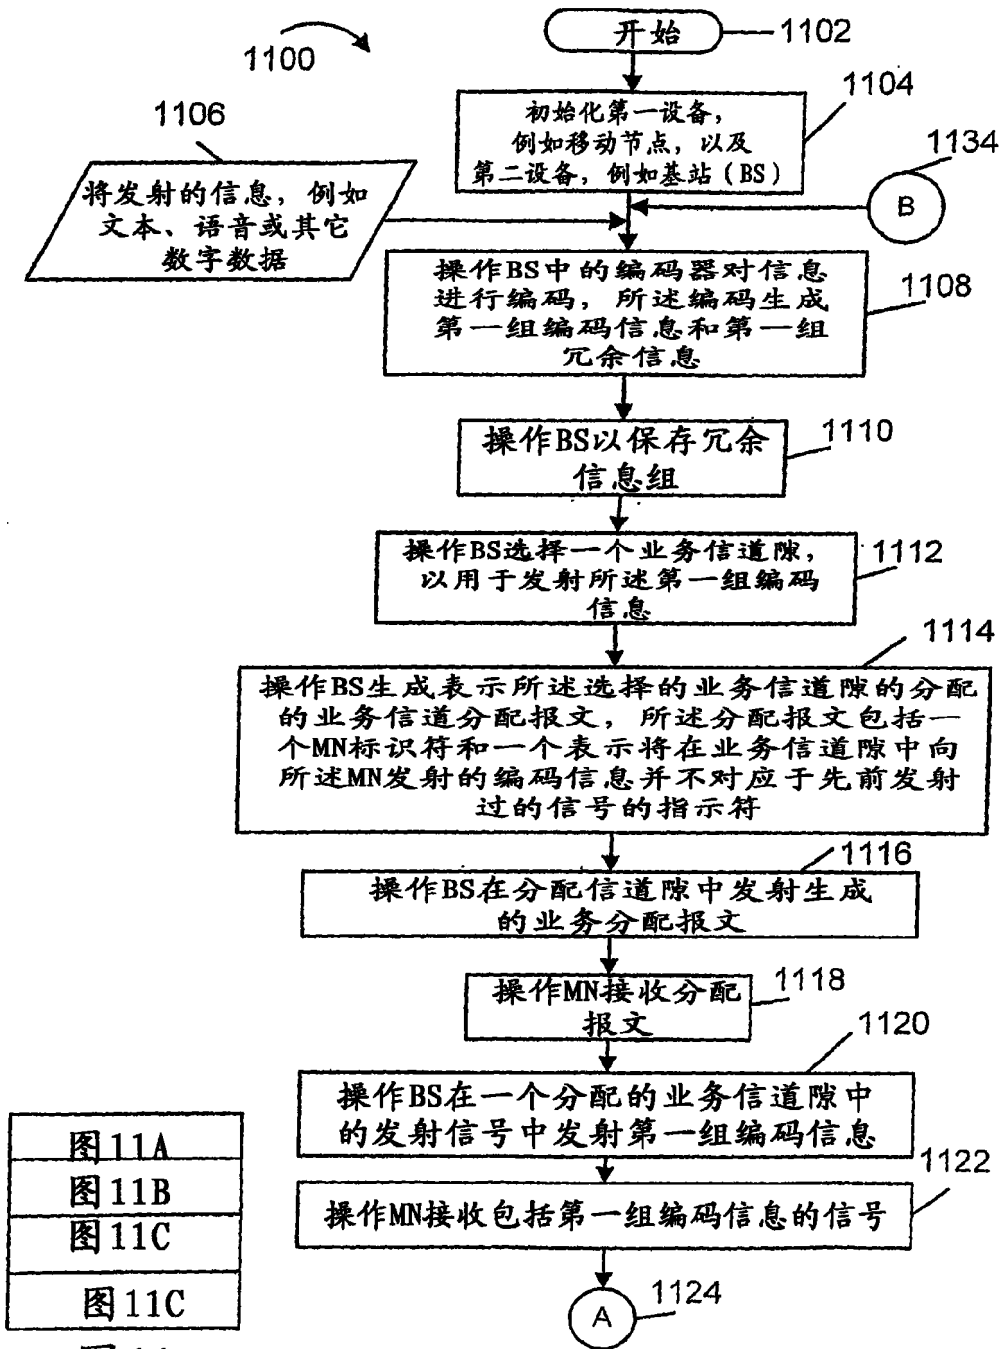 1100
开始
1102
1104
初始化第一设备，
例如移动节点，以及
第二设备，例如基站（BS）
1106
将发射的信息，例如
文本、语音或其它
数字数据
1134
B
1108
操作BS中的编码器对信息
进行编码，所述编码生成
第一组编码信息和第一组
冗余信息
1110
操作BS以保存冗余
信息组
1112
操作BS选择一个业务信道隙，
以用于发射所述第一组编码
信息
1114
操作BS生成表示所述选择的业务信道隙的分配
的业务信道分配报文，所述分配报文包括一
个MN标识符和一个表示将在业务信道隙中向
所述MN发射的编码信息并不对应于先前发射
过的信号的指示符
1116
操作BS在分配信道隙中发射生成
的业务分配报文
1118
操作MN接收分配
报文
1120
操作BS在一个分配的业务信道隙中
的发射信号中发射第一组编码信息
1122
操作MN接收包括第一组编码信息的信号
1124
A
图11A
图11B
图11C
图11C